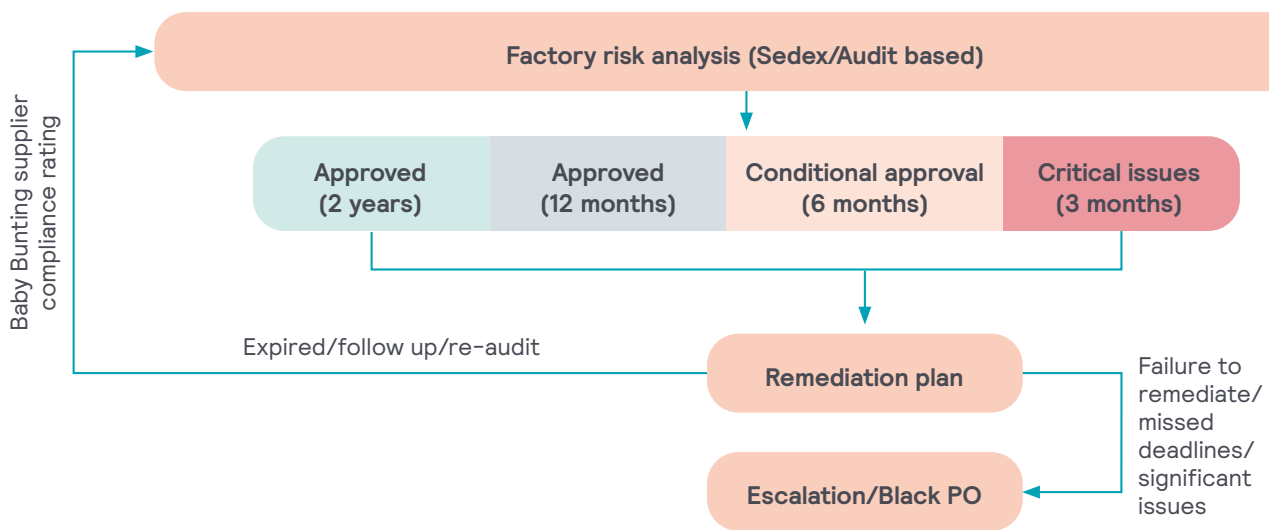 Factory risk analysis (Sedex/Audit based)
Baby Bunting supplier
compliance rating
Approved
(2 years)
Approved
(12 months)
Conditional approval
(6 months)
Critical issues
(3 months)
Expired/follow up/re-audit
Remediation plan
Failure to
remediate/
missed
deadlines/
significant
issues
Escalation/Black PO